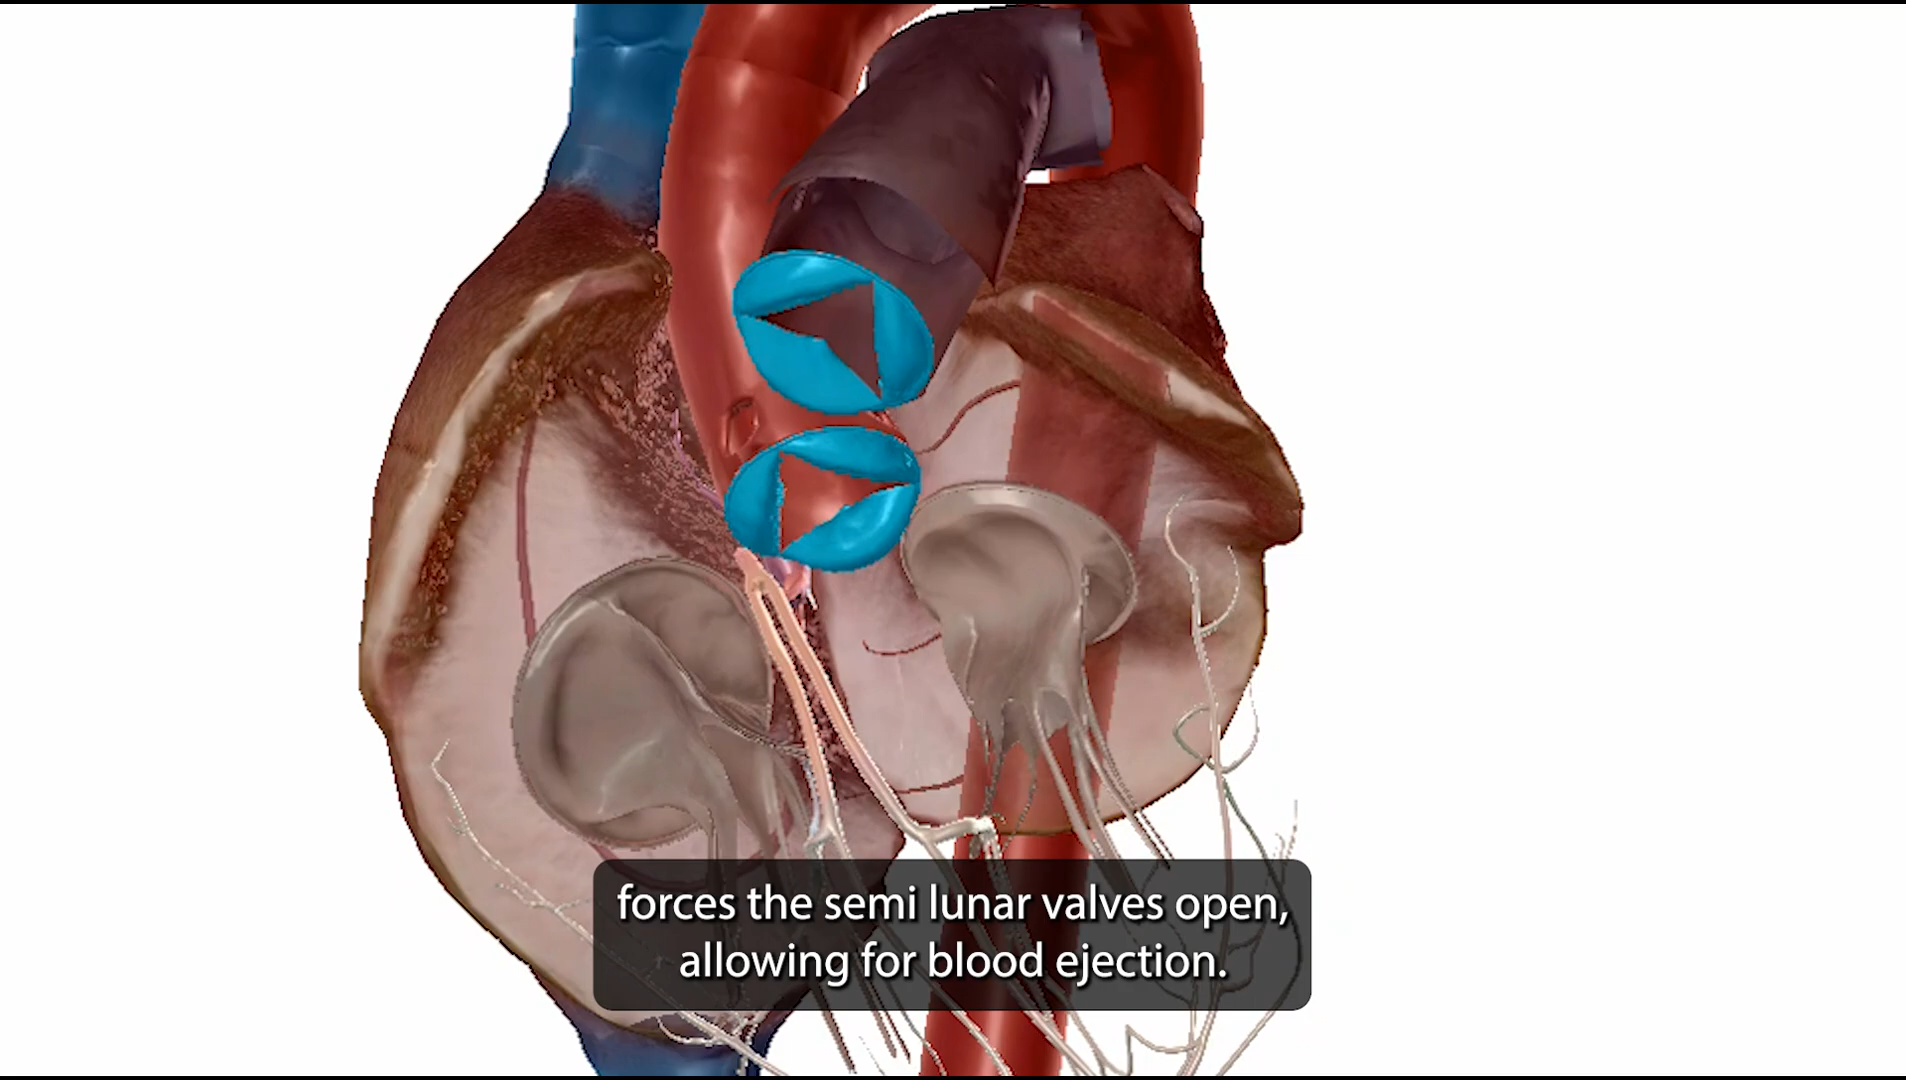 forces the semi lunar valves open,
allowing for blood ejection.